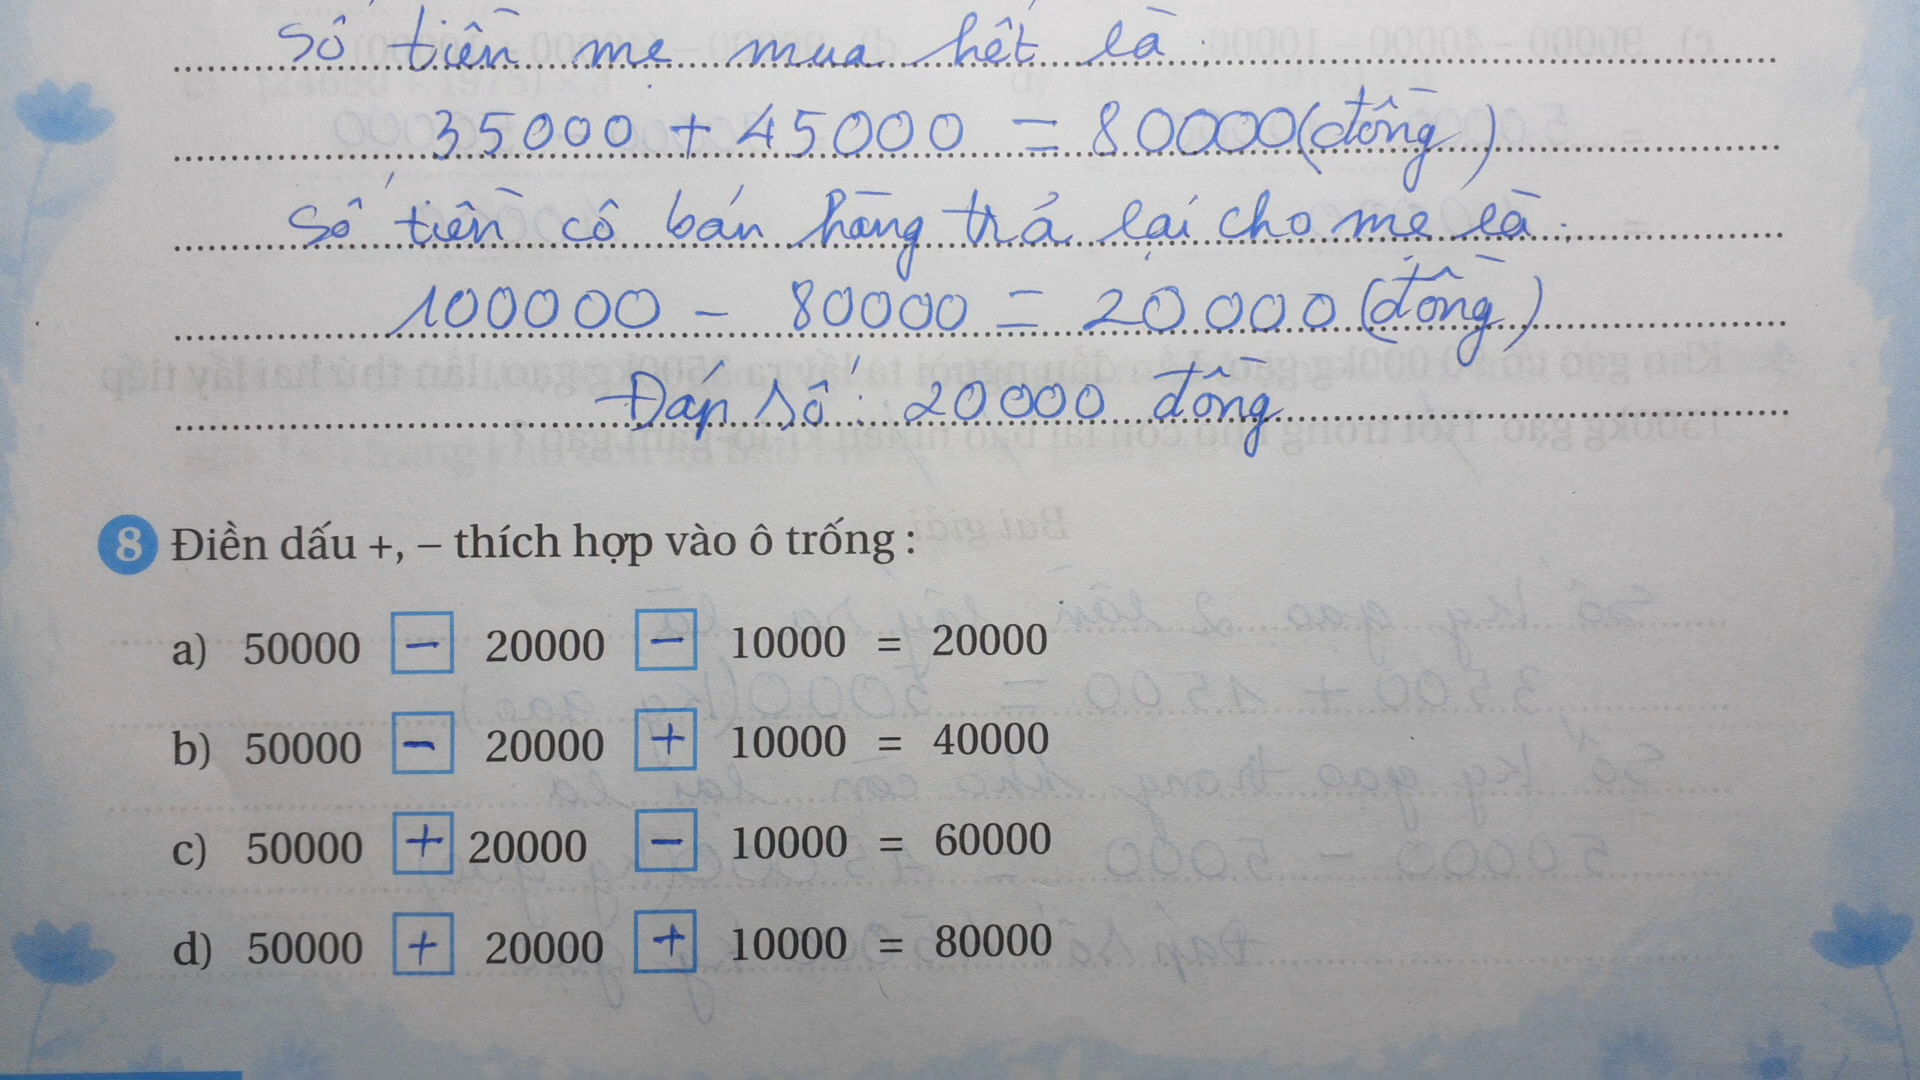 Số tiền mẹ mua hết là :
35000 + 45000 = 80000 (đồng)
Số tiền cô bán hàng trả lại cho mẹ là :
100000 - 80000 = 20000 (đồng)
Đáp số : 20000 đồng
8 Điền dấu +, – thích hợp vào ô trống :
a) 50000 - 20000 - 10000 = 20000
b) 50000 - 20000 + 10000 = 40000
c) 50000 + 20000 - 10000 = 60000
d) 50000 + 20000 + 10000 = 80000